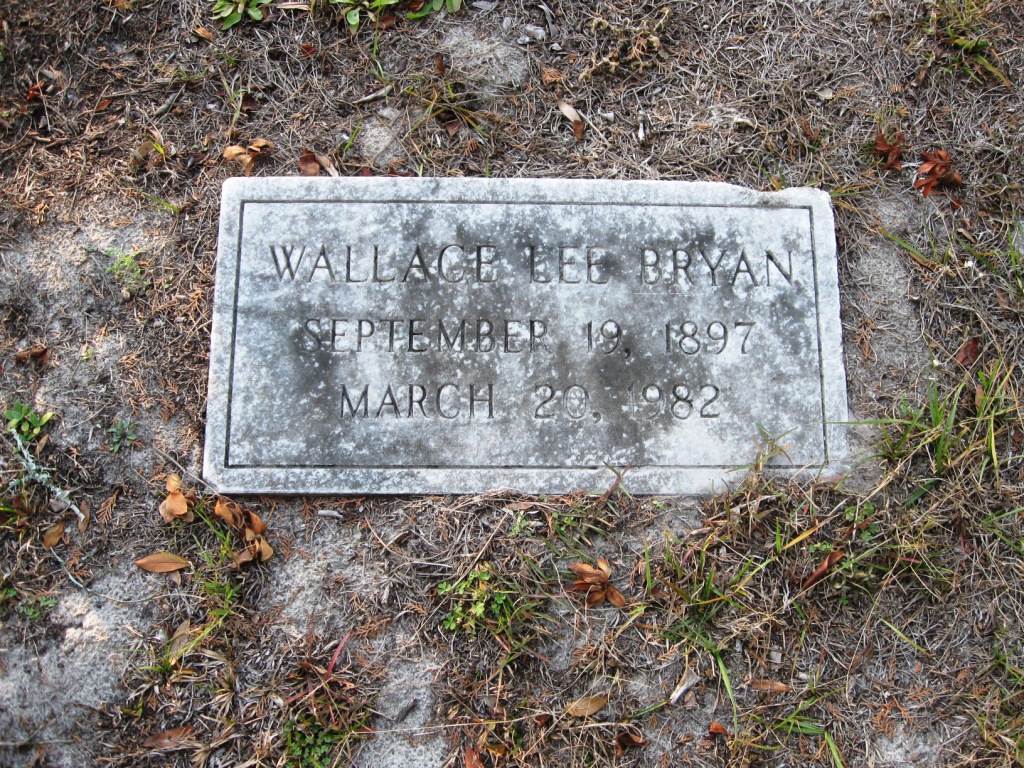 WALLACE LEE BRYAN
SEPTEMBER 19, 1897
MARCH 20, 1982